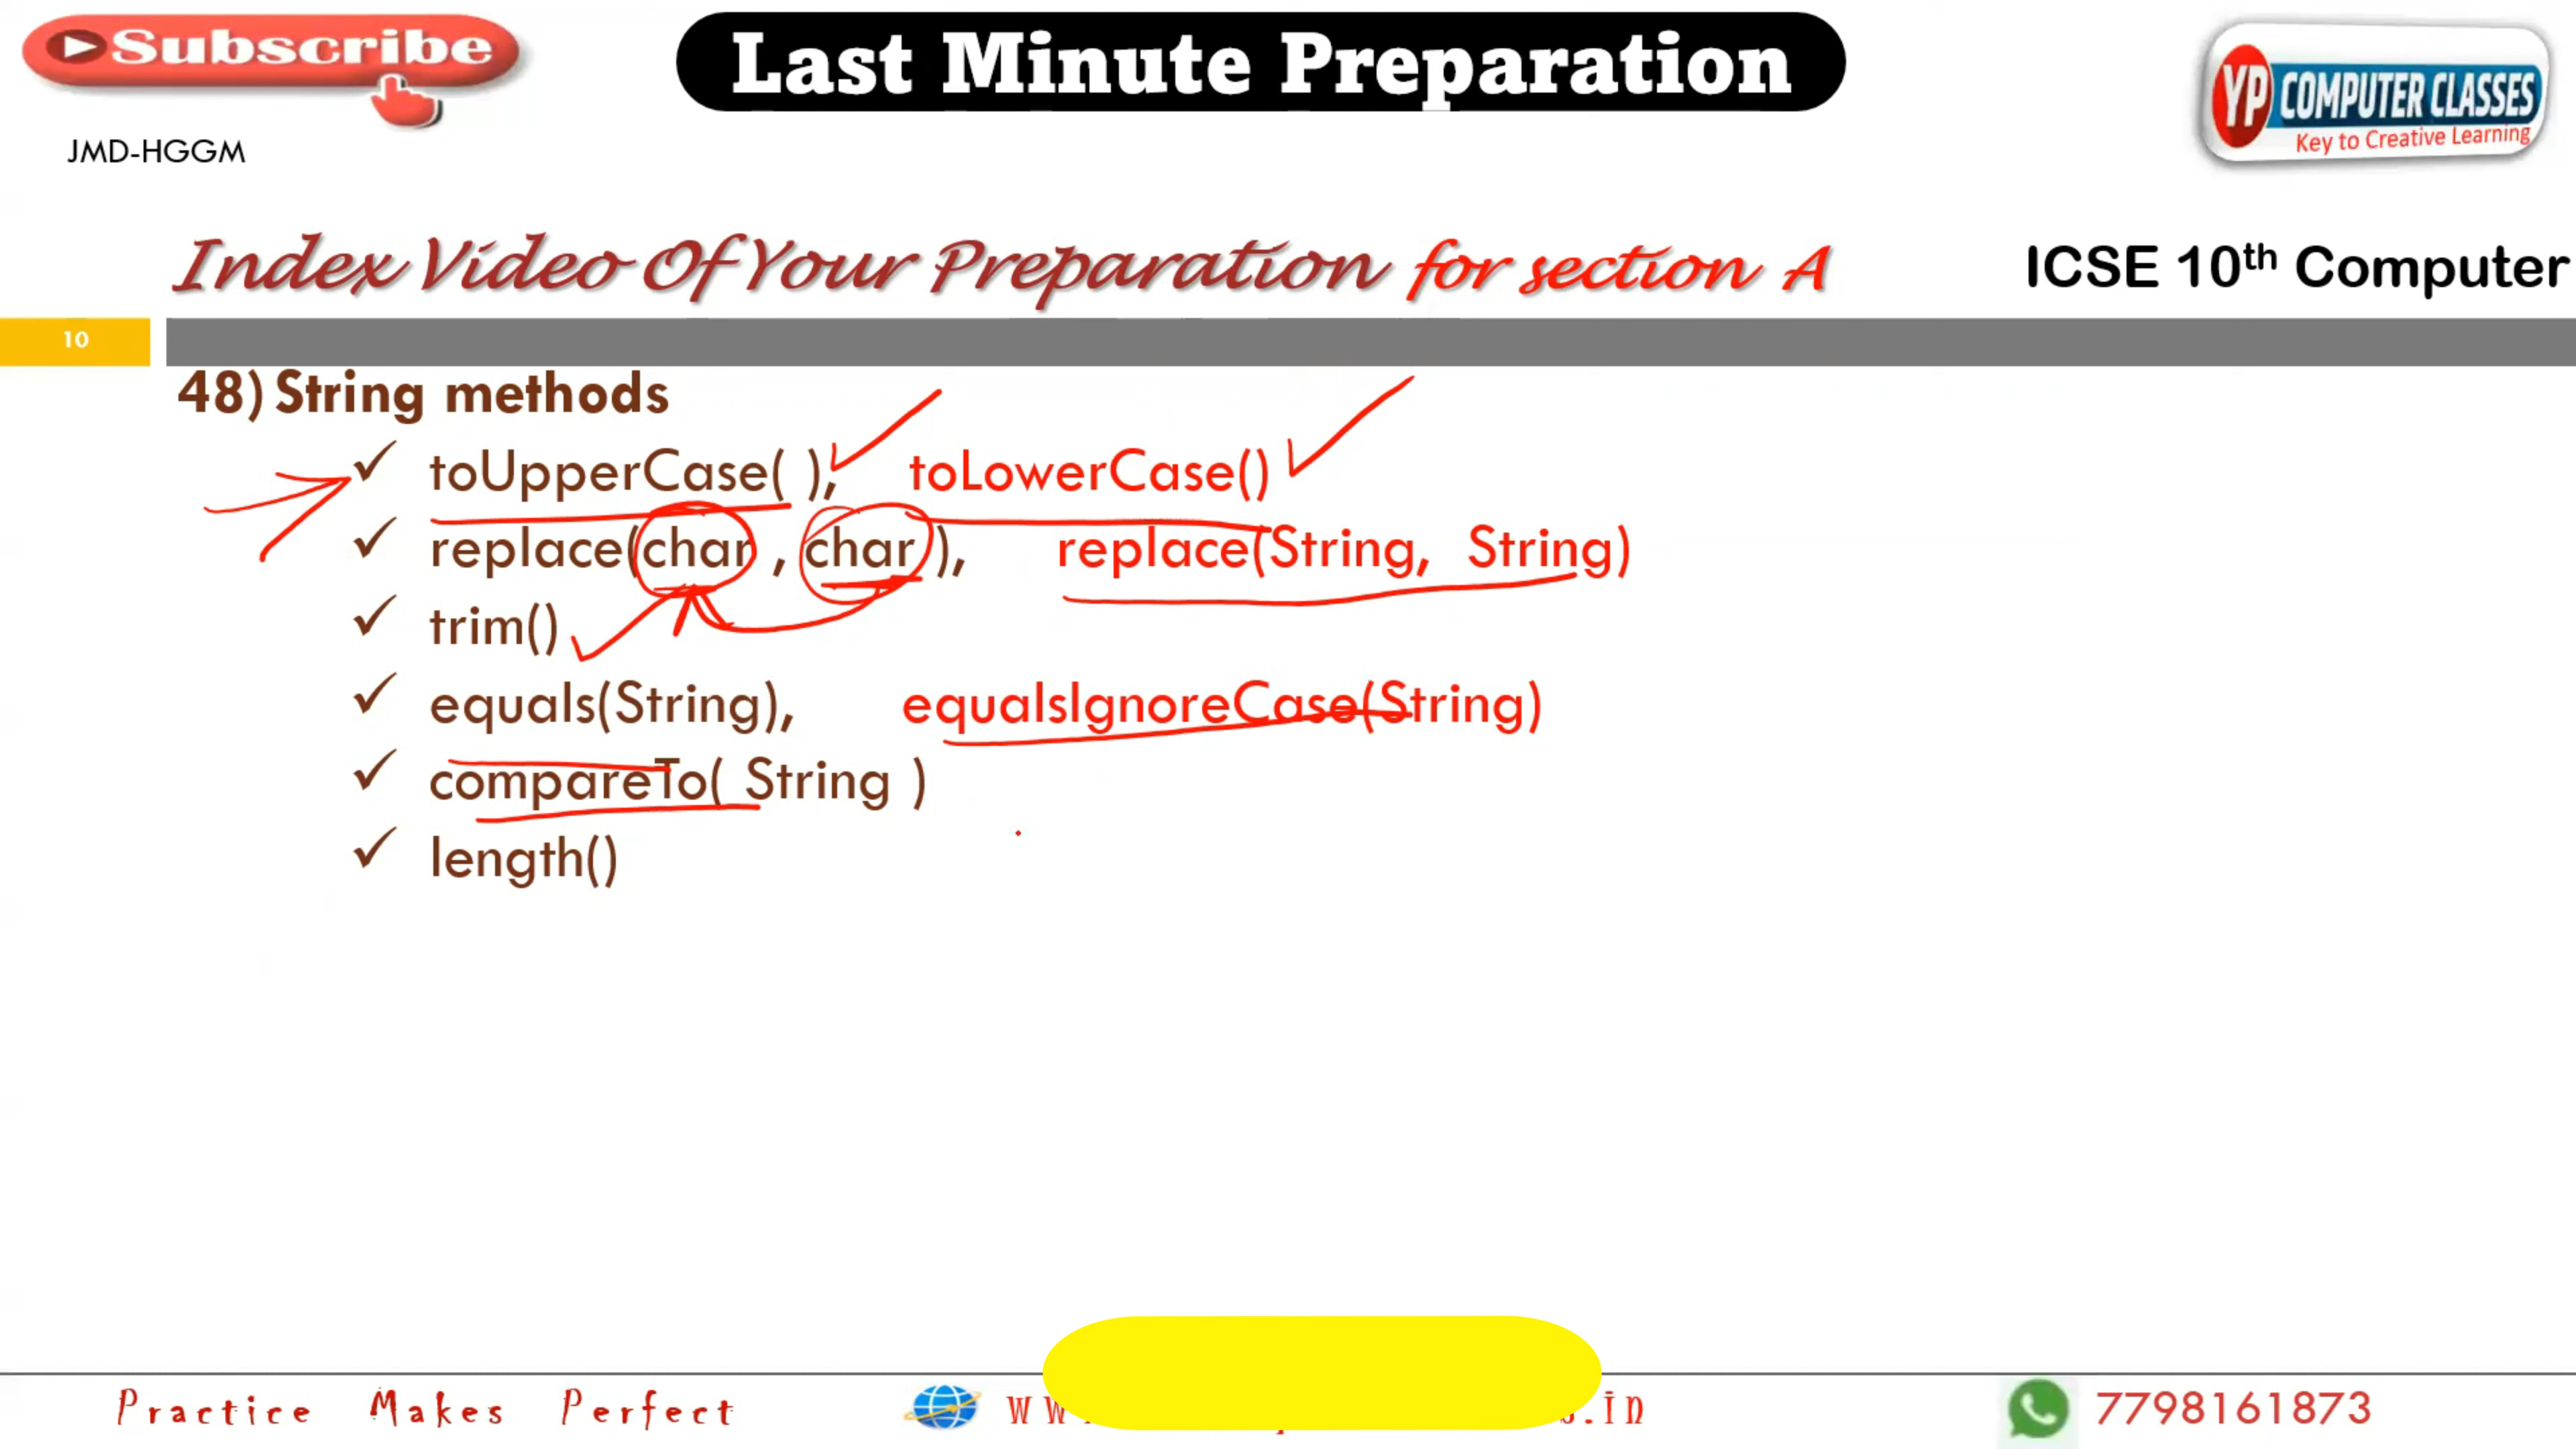 Subscribe
Last Minute Preparation
YP COMPUTER CLASSES
Key to Creative Learning
JMD-HGGM
Index Video Of Your Preparation for section A
ICSE 10th Computer
10
48) String methods
✓ toUpperCase( ), toLowerCase()
✓ replace(char , char ), replace(String, String)
✓ trim()
✓ equals(String), equalsIgnoreCase(String)
✓ compareTo( String )
✓ length()
Practice Makes Perfect
.in
7798161873